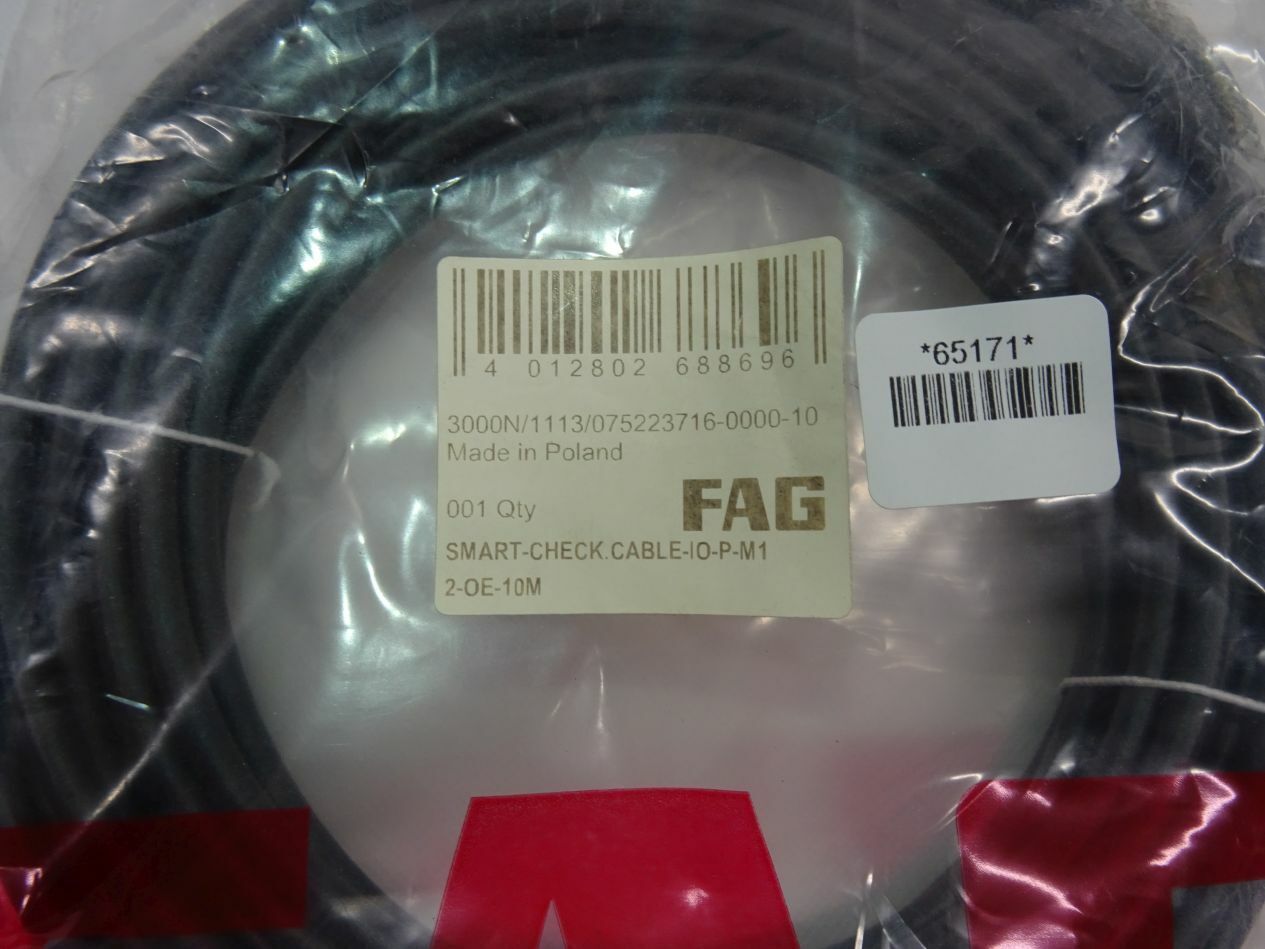 4 012802 688696
*65171*
3000N/1113/075223716-0000-10
Made in Poland
001 Qty
FAG
SMART-CHECK.CABLE-IO-P-M1
2-OE-10M